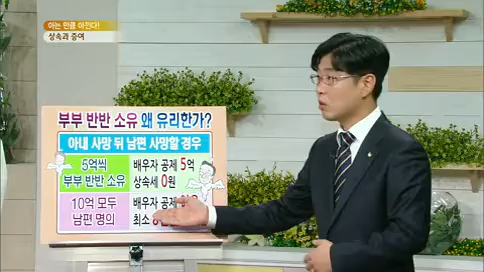 아는 만큼 아낀다!
상속과 증여
부부 반반 소유 왜 유리한가?
아내 사망 뒤 남편 사망할 경우
5억씩
부부 반반 소유
배우자 공제 5억
상속세 0원
10억 모두
남편 명의
배우자 공제
최소